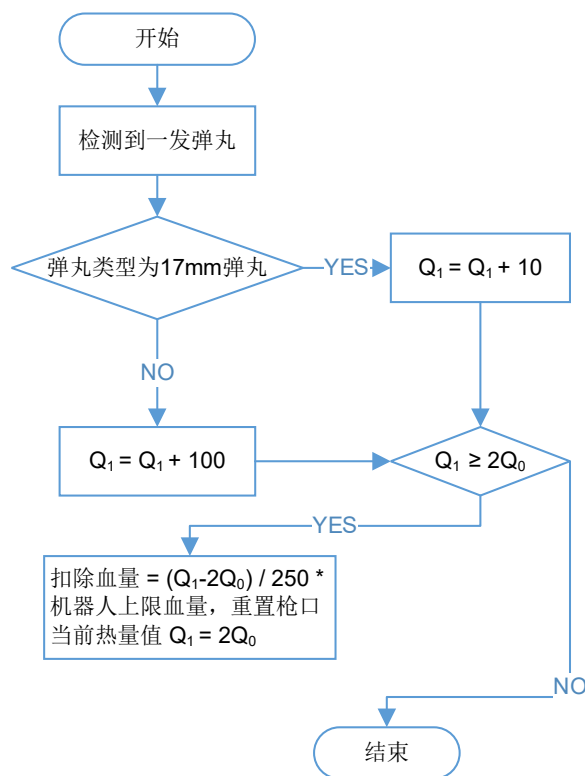 开始
检测到一发弹丸
弹丸类型为17mm弹丸
YES
Q₁ = Q₁ + 10
NO
Q₁ = Q₁ + 100
Q₁ ≥ 2Q₀
YES
扣除血量 = (Q₁-2Q₀) / 250 *
机器人上限血量，重置枪口
当前热量值 Q₁ = 2Q₀
NO
结束